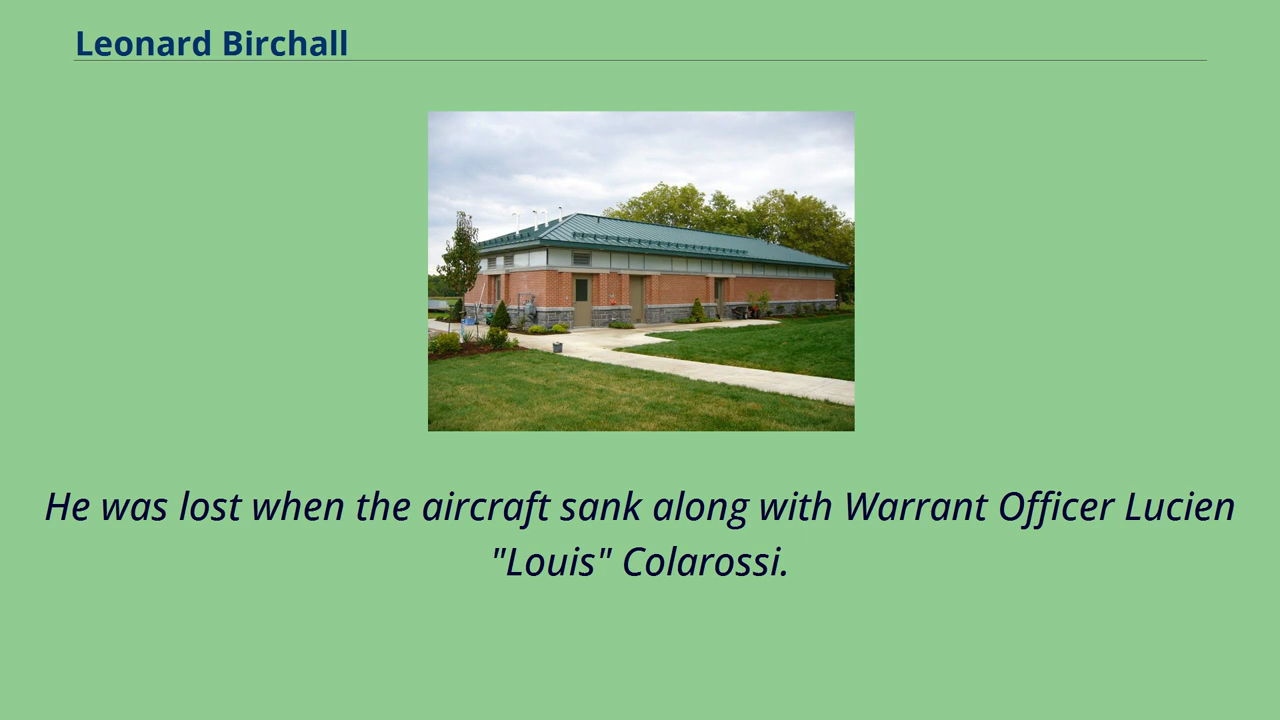 Leonard Birchall
He was lost when the aircraft sank along with Warrant Officer Lucien
"Louis" Colarossi.